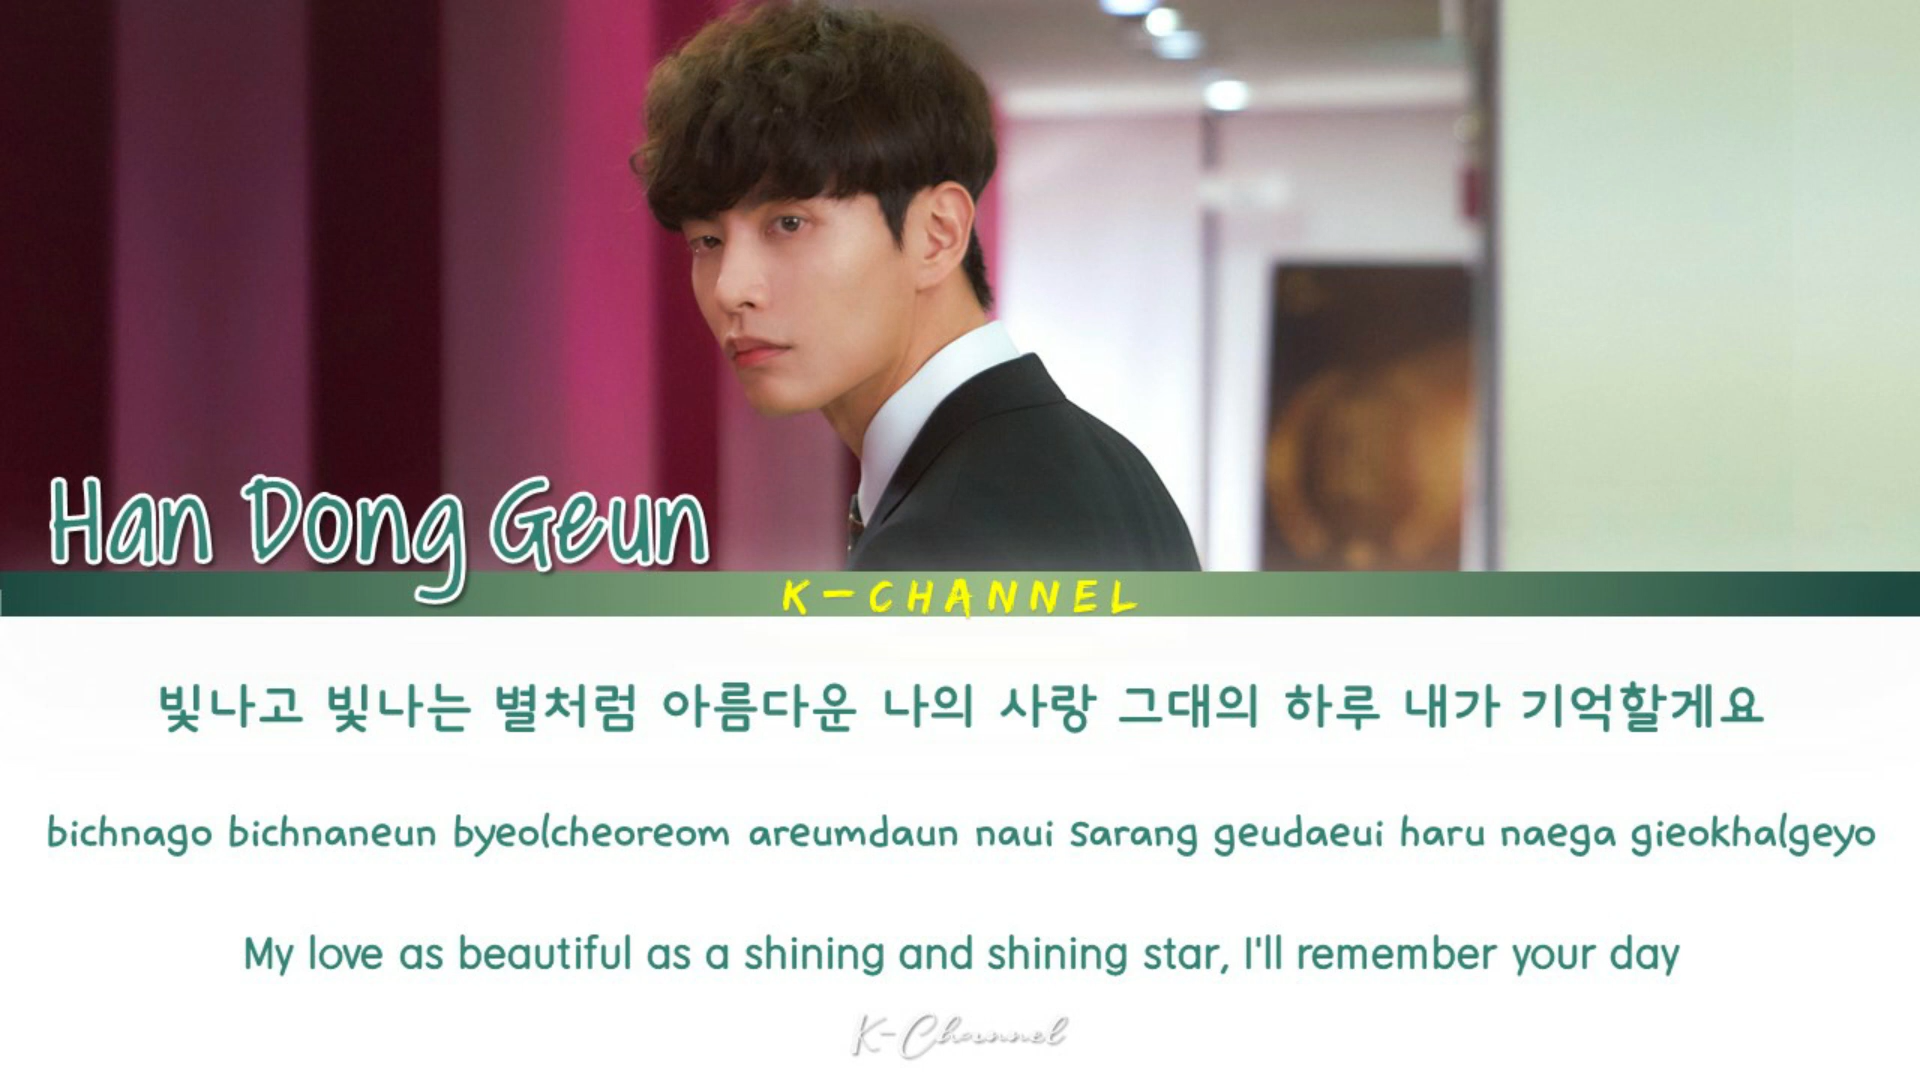 Han Dong Geun
K-CHANNEL
빛나고 빛나는 별처럼 아름다운 나의 사랑 그대의 하루 내가 기억할게요
bichnago bichnaneun byeolcheoreom areumdaun naui sarang geudaeui haru naega gieokhalgeyo
My love as beautiful as a shining and shining star, I'll remember your day
K-Channel